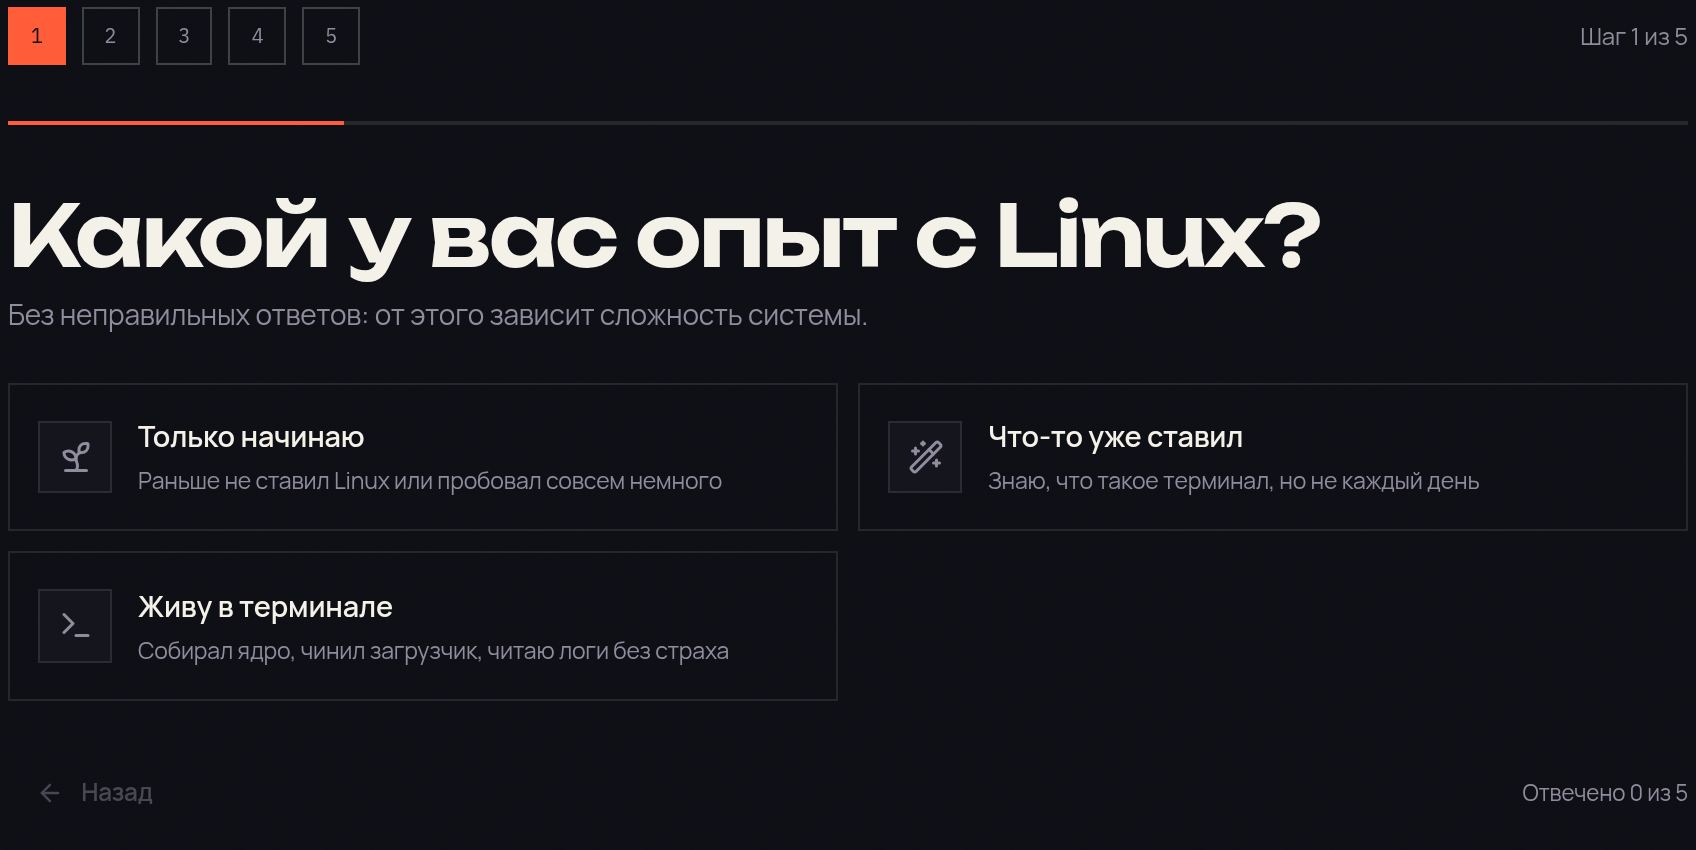 1 2 3 4 5 Шаг 1 из 5
Какой у вас опыт с Linux?
Без неправильных ответов: от этого зависит сложность системы.
Только начинаю
Раньше не ставил Linux или пробовал совсем немного
Что-то уже ставил
Знаю, что такое терминал, но не каждый день
Живу в терминале
Собирал ядро, чинил загрузчик, читаю логи без страха
Назад
Отвечено 0 из 5